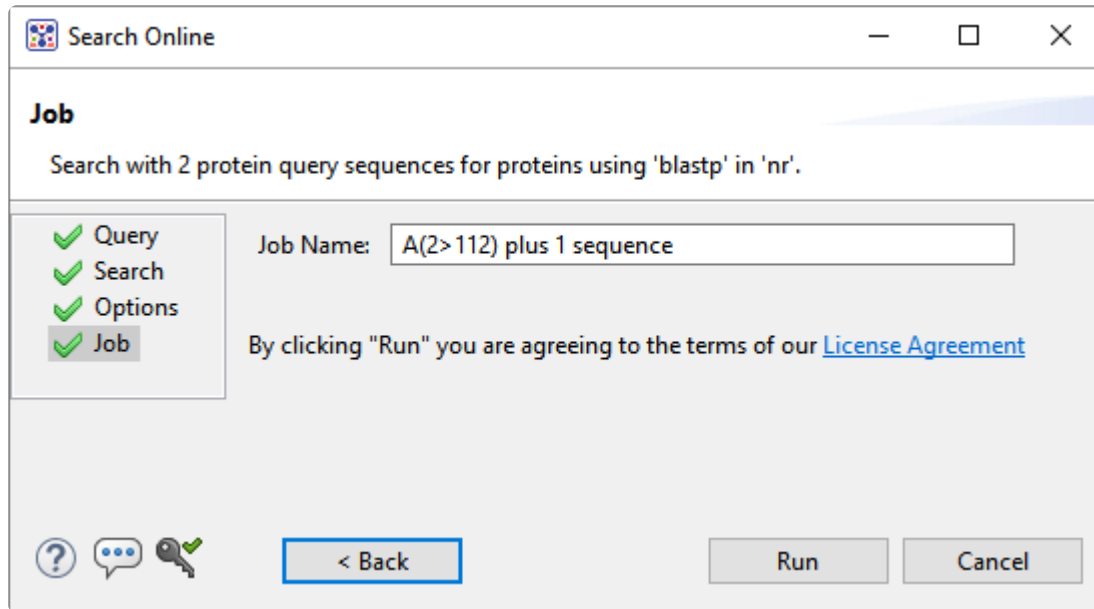 Search Online
Job
Search with 2 protein query sequences for proteins using 'blastp' in 'nr'.
Query
Search
Options
Job
Job Name: A(2>112) plus 1 sequence
By clicking "Run" you are agreeing to the terms of our License Agreement
< Back Run Cancel